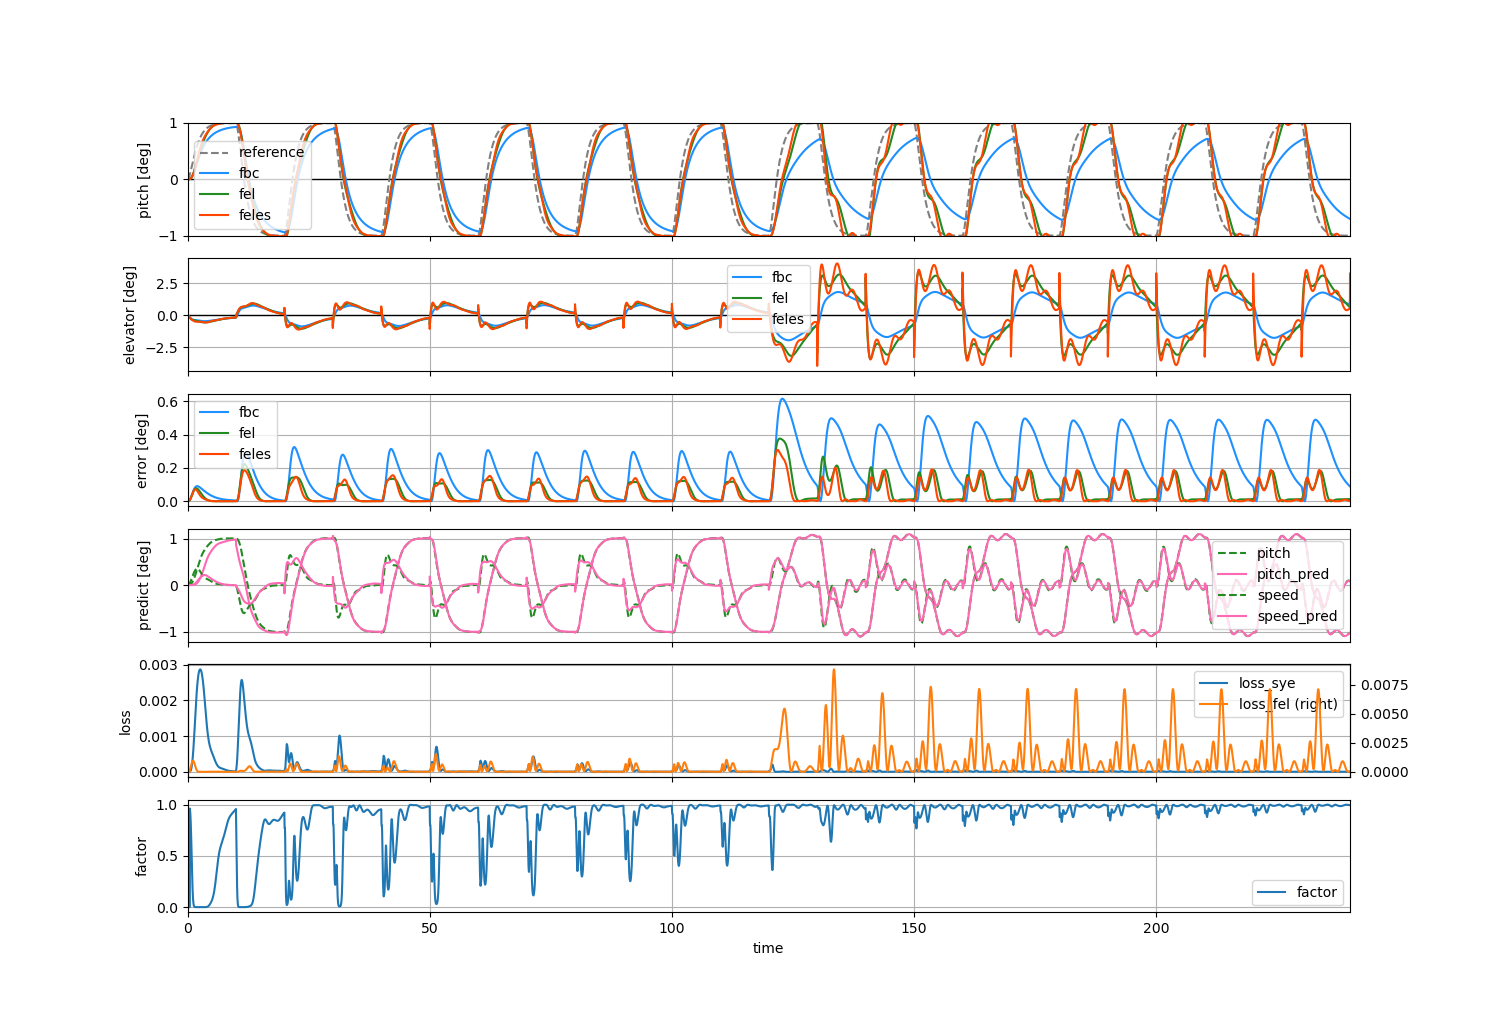 1
0
−1
pitch [deg]
reference
fbc
fel
feles
2.5
0.0
−2.5
elevator [deg]
fbc
fel
feles
0.6
0.4
0.2
0.0
error [deg]
fbc
fel
feles
1
0
−1
predict [deg]
pitch
pitch_pred
speed
speed_pred
0.003
0.002
0.001
0.000
loss
loss_sye
loss_fel (right)
0.0075
0.0050
0.0025
0.0000
1.0
0.5
0.0
factor
factor
0
50
100
150
200
time